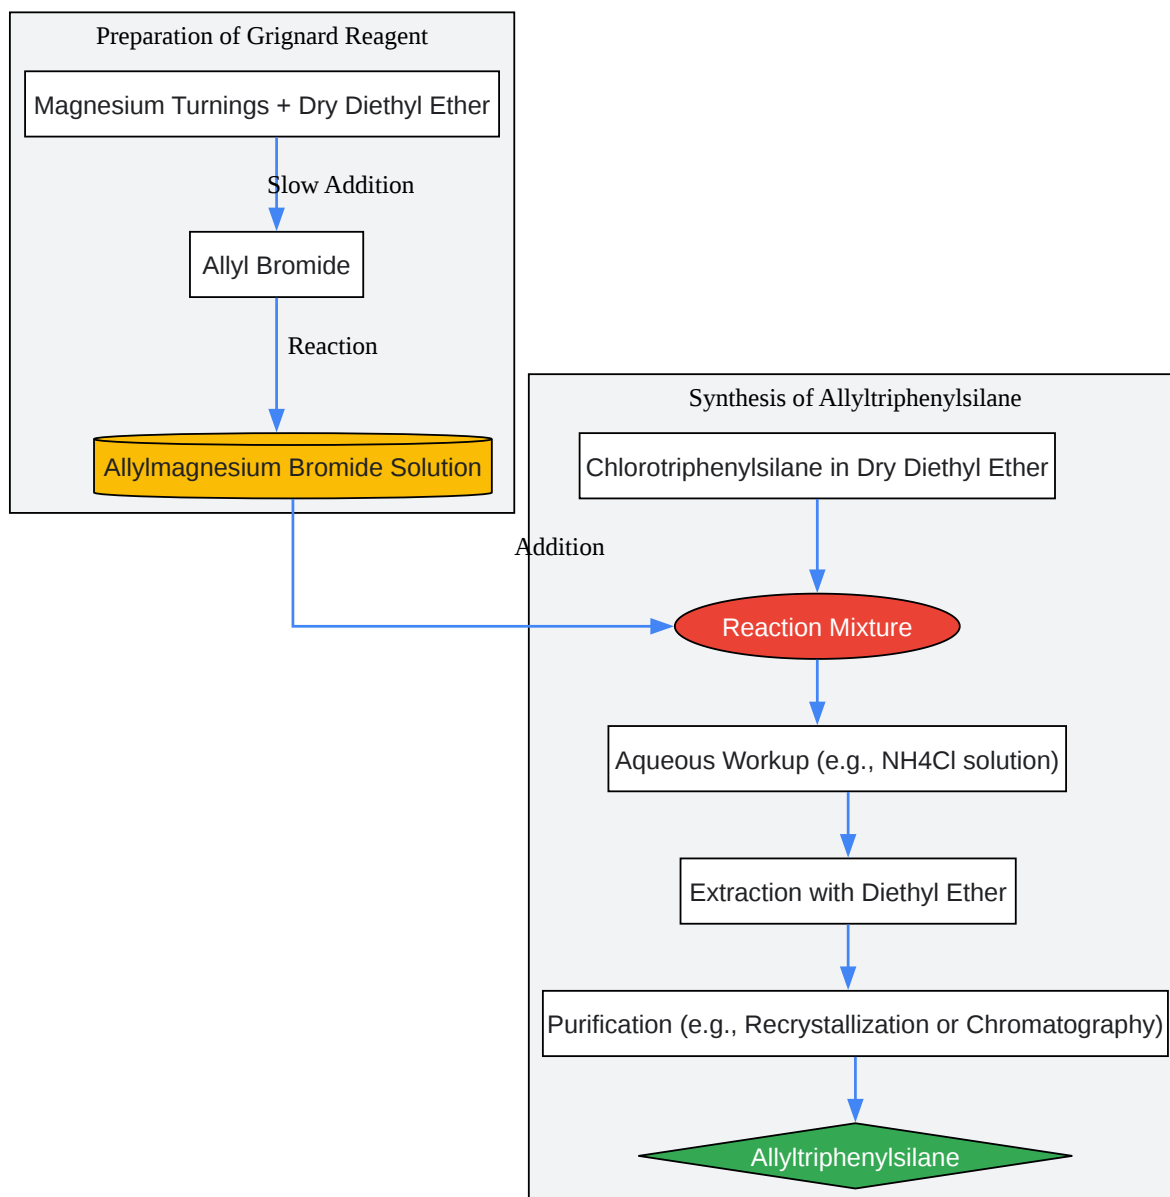 Preparation of Grignard Reagent
Magnesium Turnings + Dry Diethyl Ether
Slow Addition
Allyl Bromide
Reaction
Allylmagnesium Bromide Solution
Synthesis of Allyltriphenylsilane
Chlorotriphenylsilane in Dry Diethyl Ether
Addition
Reaction Mixture
Aqueous Workup (e.g., NH4Cl solution)
Extraction with Diethyl Ether
Purification (e.g., Recrystallization or Chromatography)
Allyltriphenylsilane